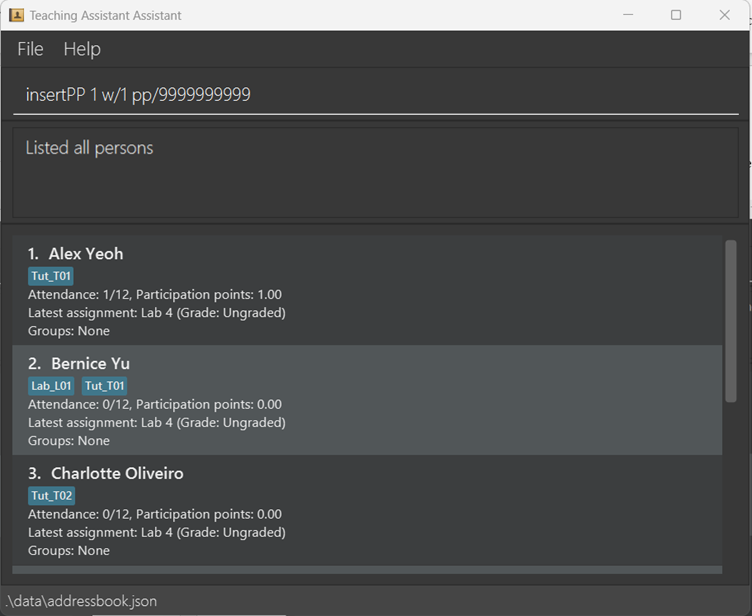 Teaching Assistant Assistant
File Help
insertPP 1 w/1 pp/9999999999
Listed all persons
1. Alex Yeoh
Tut_T01
Attendance: 1/12, Participation points: 1.00
Latest assignment: Lab 4 (Grade: Ungraded)
Groups: None
2. Bernice Yu
Lab_L01 Tut_T01
Attendance: 0/12, Participation points: 0.00
Latest assignment: Lab 4 (Grade: Ungraded)
Groups: None
3. Charlotte Oliveiro
Tut_T02
Attendance: 0/12, Participation points: 0.00
Latest assignment: Lab 4 (Grade: Ungraded)
Groups: None
.\data\addressbook.json